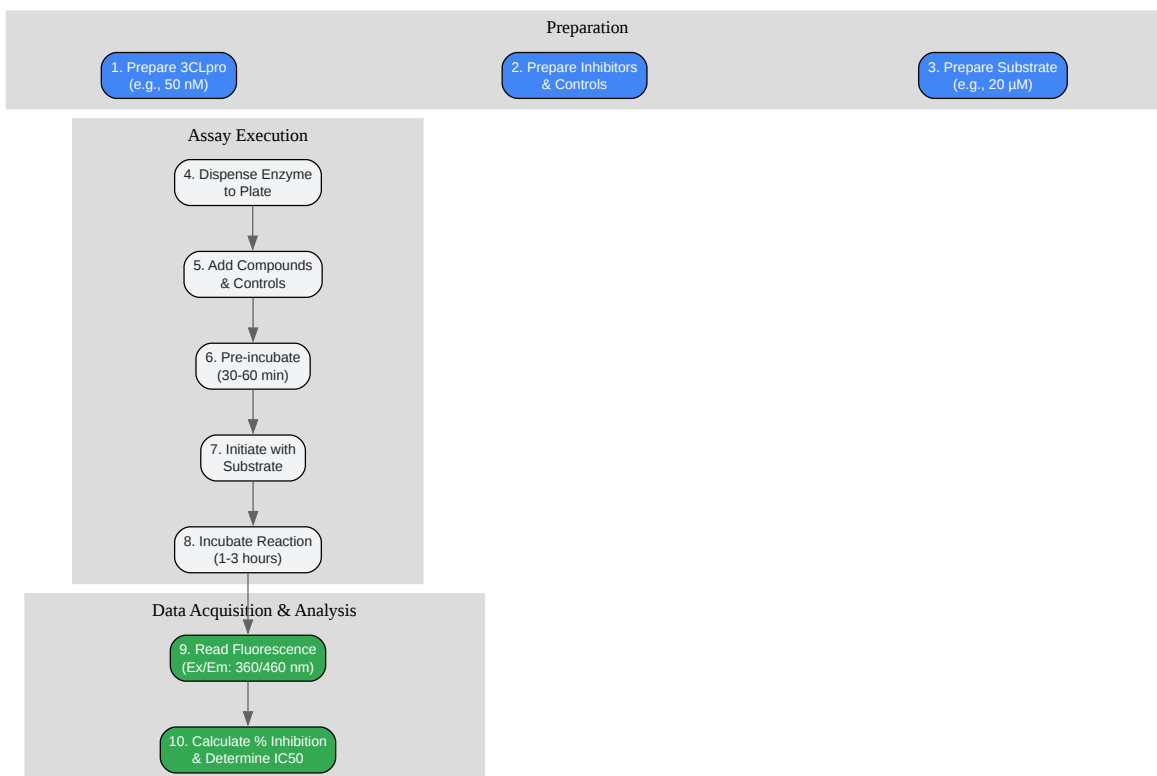 Preparation
1. Prepare 3CLpro
(e.g., 50 nM)
2. Prepare Inhibitors
& Controls
3. Prepare Substrate
(e.g., 20 µM)
Assay Execution
4. Dispense Enzyme
to Plate
5. Add Compounds
& Controls
6. Pre-incubate
(30-60 min)
7. Initiate with
Substrate
8. Incubate Reaction
(1-3 hours)
Data Acquisition & Analysis
9. Read Fluorescence
(Ex/Em: 360/460 nm)
10. Calculate % Inhibition
& Determine IC50